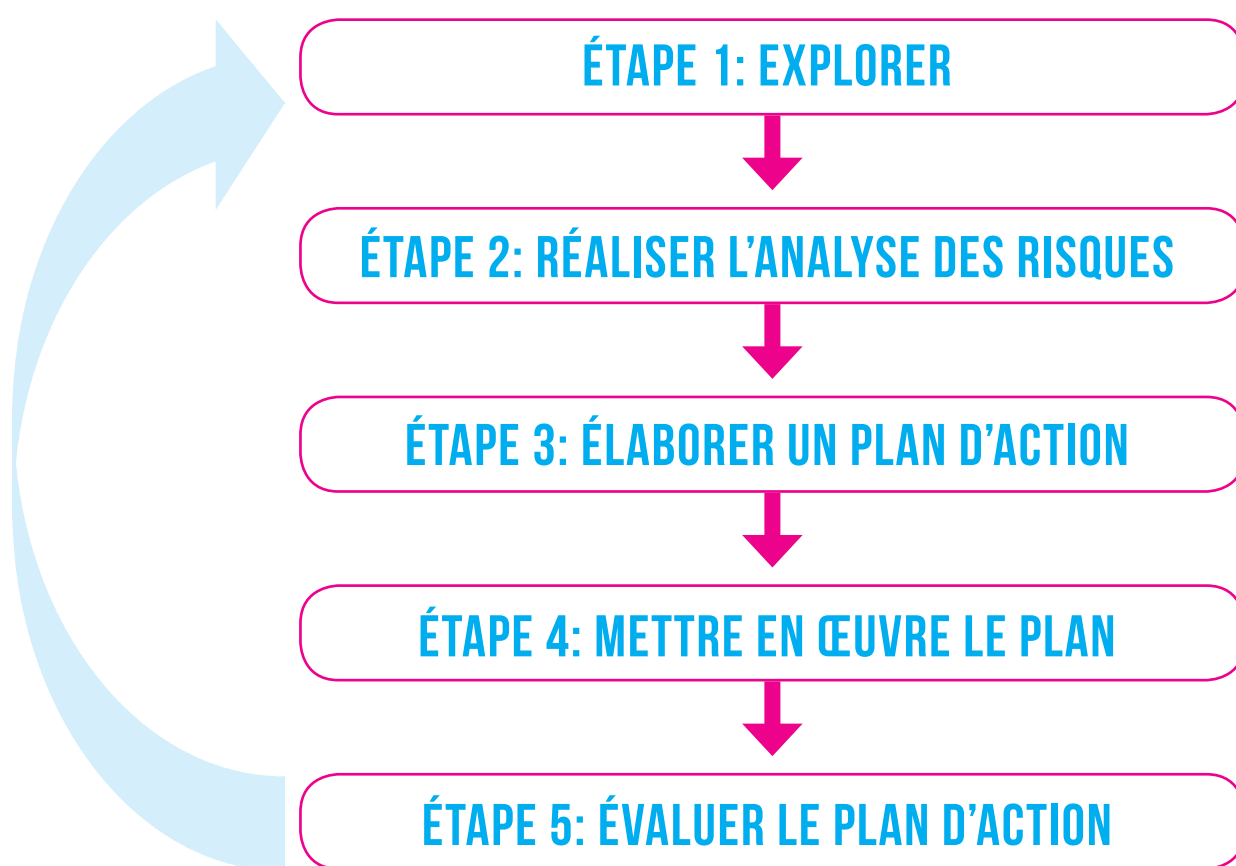 ÉTAPE 1: EXPLORER
ÉTAPE 2: RÉALISER L’ANALYSE DES RISQUES
ÉTAPE 3: ÉLABORER UN PLAN D’ACTION
ÉTAPE 4: METTRE EN ŒUVRE LE PLAN
ÉTAPE 5: ÉVALUER LE PLAN D’ACTION